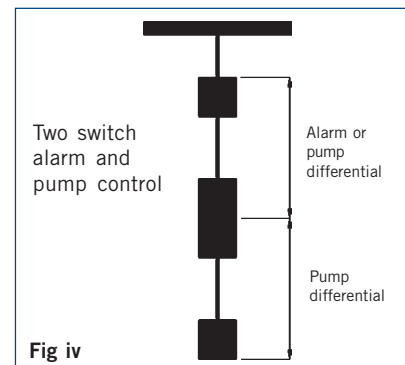 Two switch
alarm and
pump control
Alarm or
pump
differential
Pump
differential
Fig iv